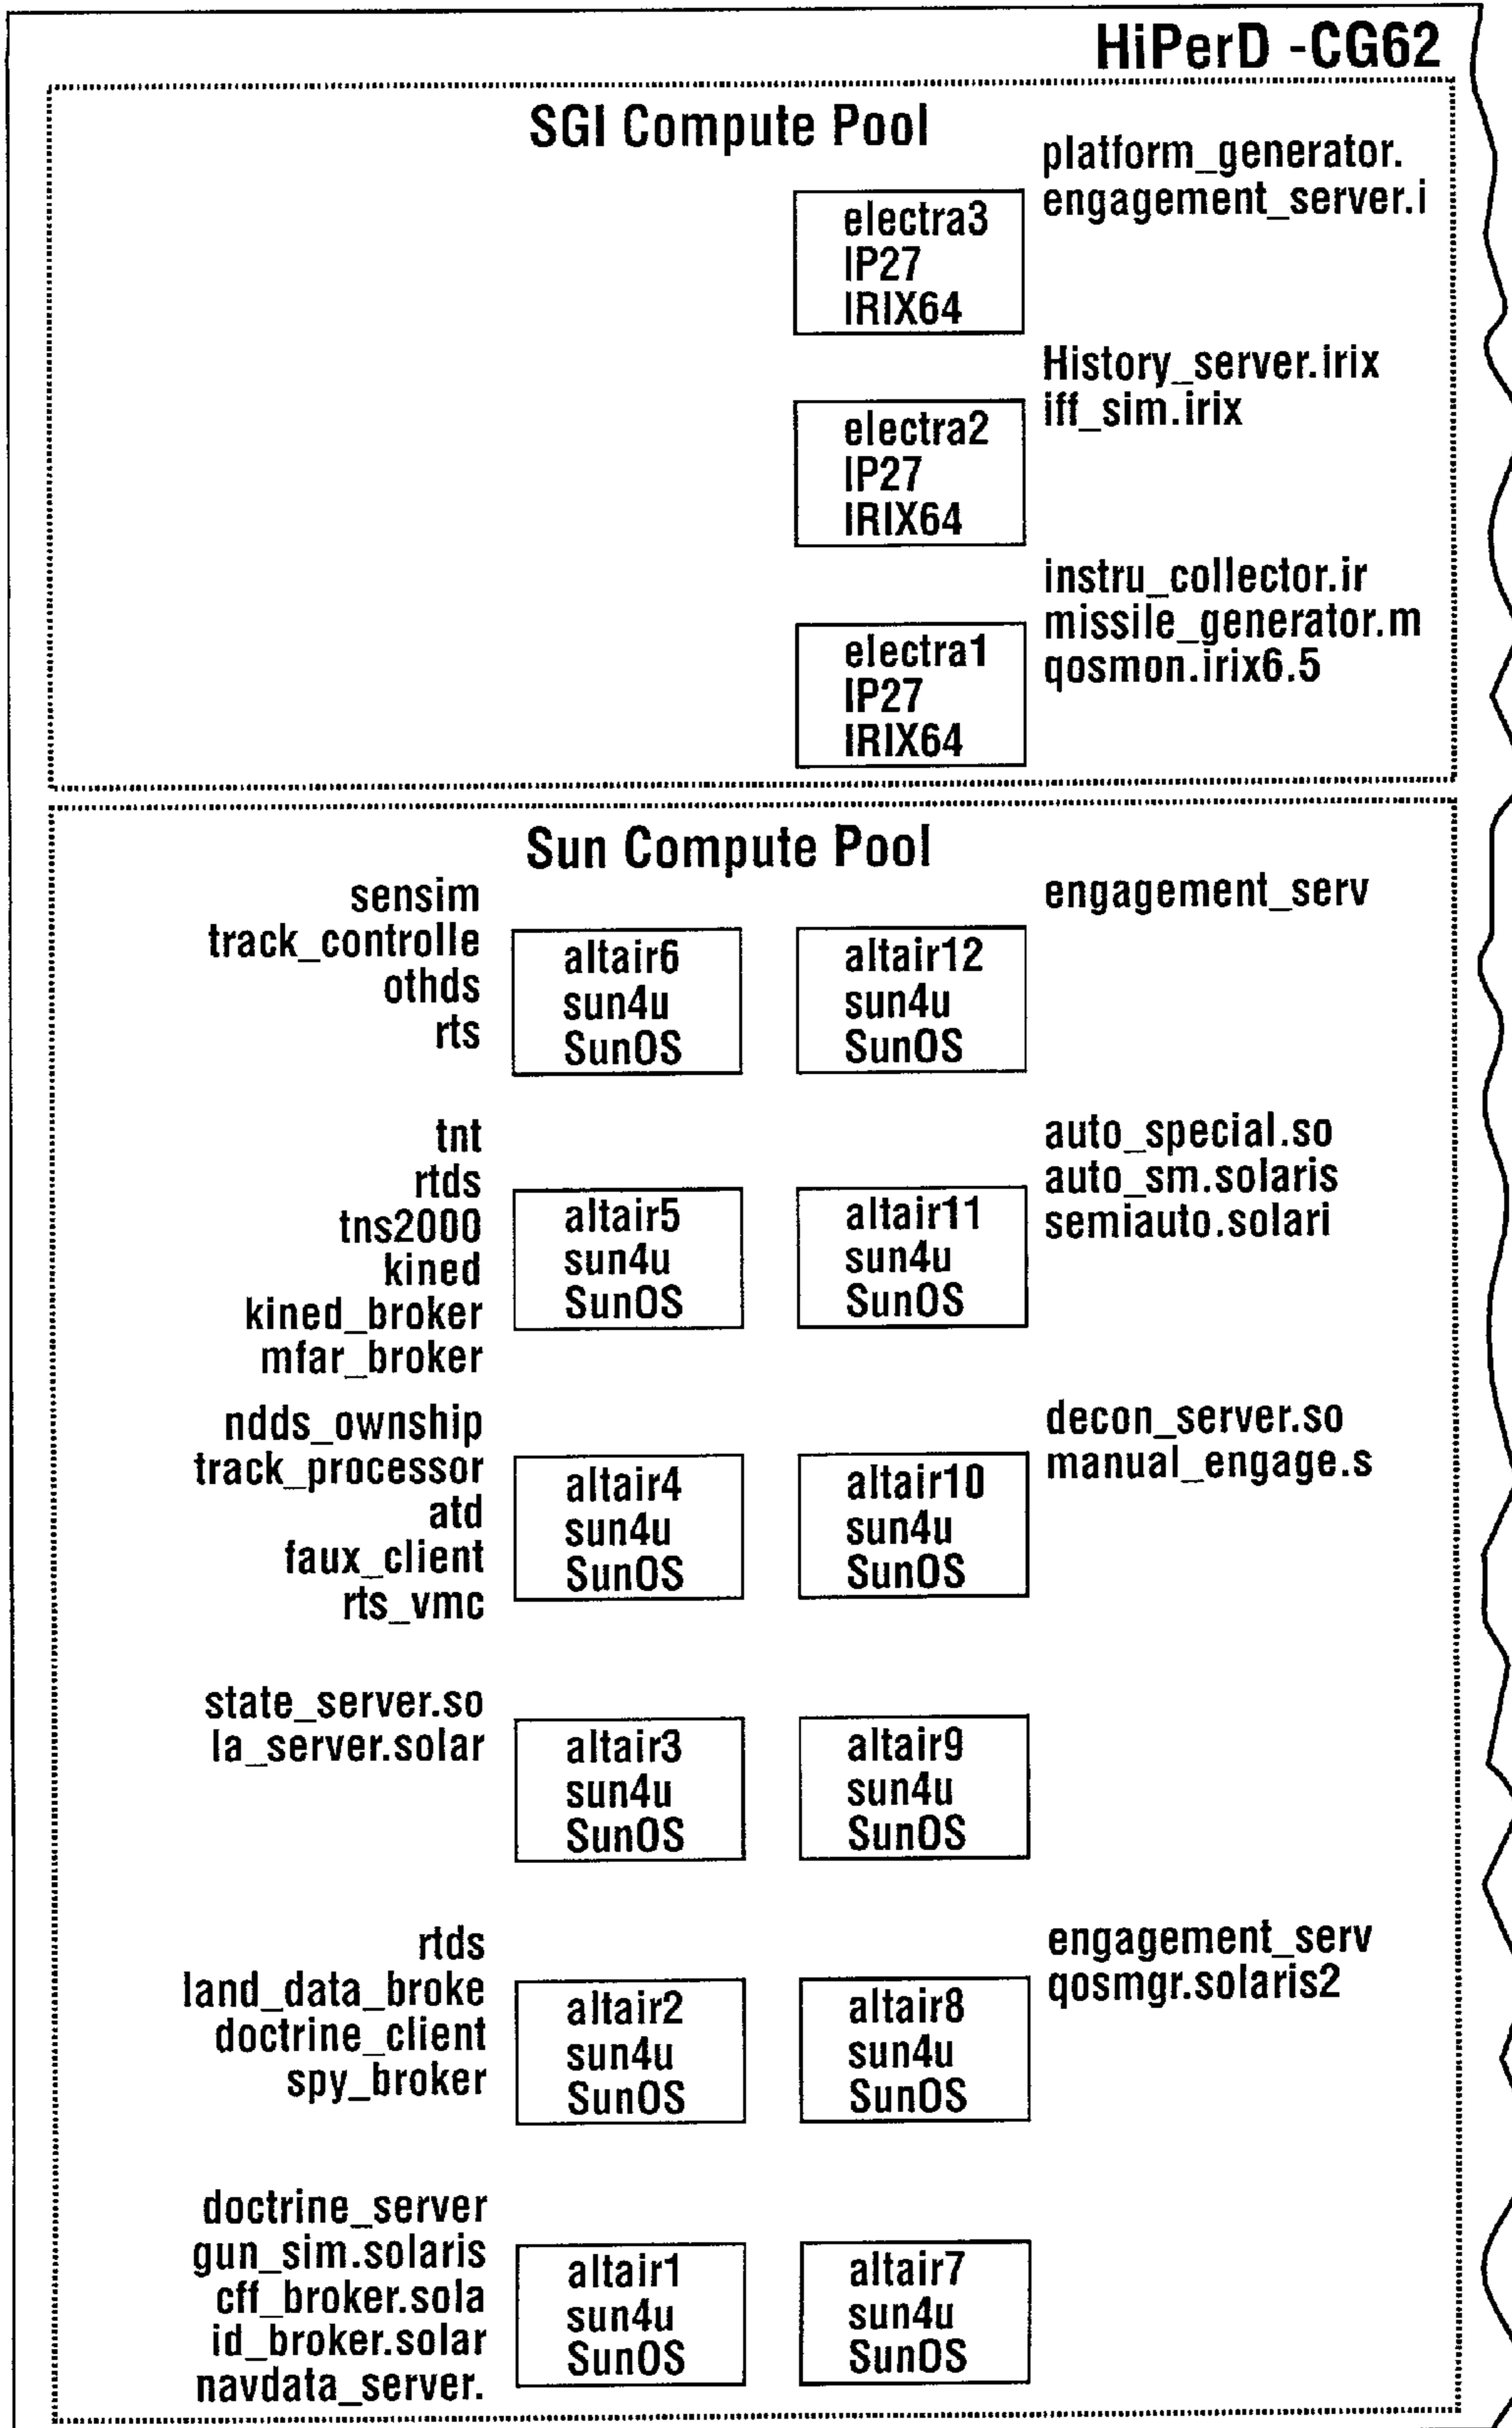 HiPerD -CG62
SGI Compute Pool
platform_generator.
engagement_server.i
electra3
IP27
IRIX64
History_server.irix
iff_sim.irix
electra2
IP27
IRIX64
instru_collector.ir
missile_generator.m
qosmon.irix6.5
electra1
IP27
IRIX64
Sun Compute Pool
sensim
track_controlle
othds
rts
altair6
sun4u
SunOS
altair12
sun4u
SunOS
engagement_serv
tnt
rtds
tns2000
kined
kined_broker
mfar_broker
altair5
sun4u
SunOS
altair11
sun4u
SunOS
auto_special.so
auto_sm.solaris
semiauto.solari
ndds_ownship
track_processor
atd
faux_client
rts_vmc
altair4
sun4u
SunOS
altair10
sun4u
SunOS
decon_server.so
manual_engage.s
state_server.so
la_server.solar
altair3
sun4u
SunOS
altair9
sun4u
SunOS
rtds
land_data_broke
doctrine_client
spy_broker
altair2
sun4u
SunOS
altair8
sun4u
SunOS
engagement_serv
qosmgr.solaris2
doctrine_server
gun_sim.solaris
cff_broker.sola
id_broker.solar
navdata_server.
altair1
sun4u
SunOS
altair7
sun4u
SunOS